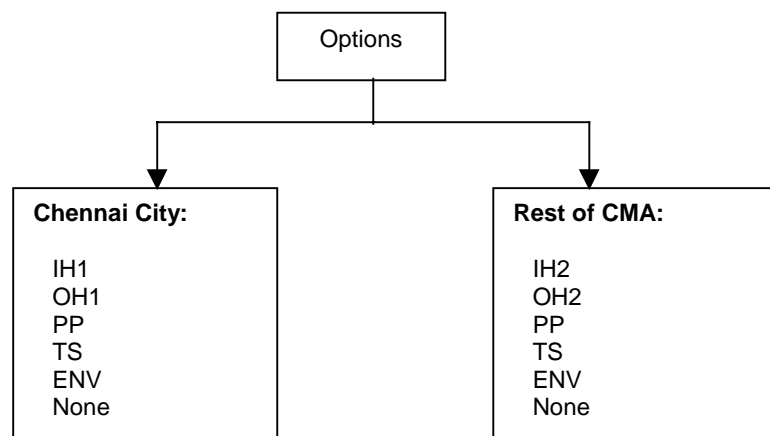 Options
Chennai City:
IH1
OH1
PP
TS
ENV
None
Rest of CMA:
IH2
OH2
PP
TS
ENV
None